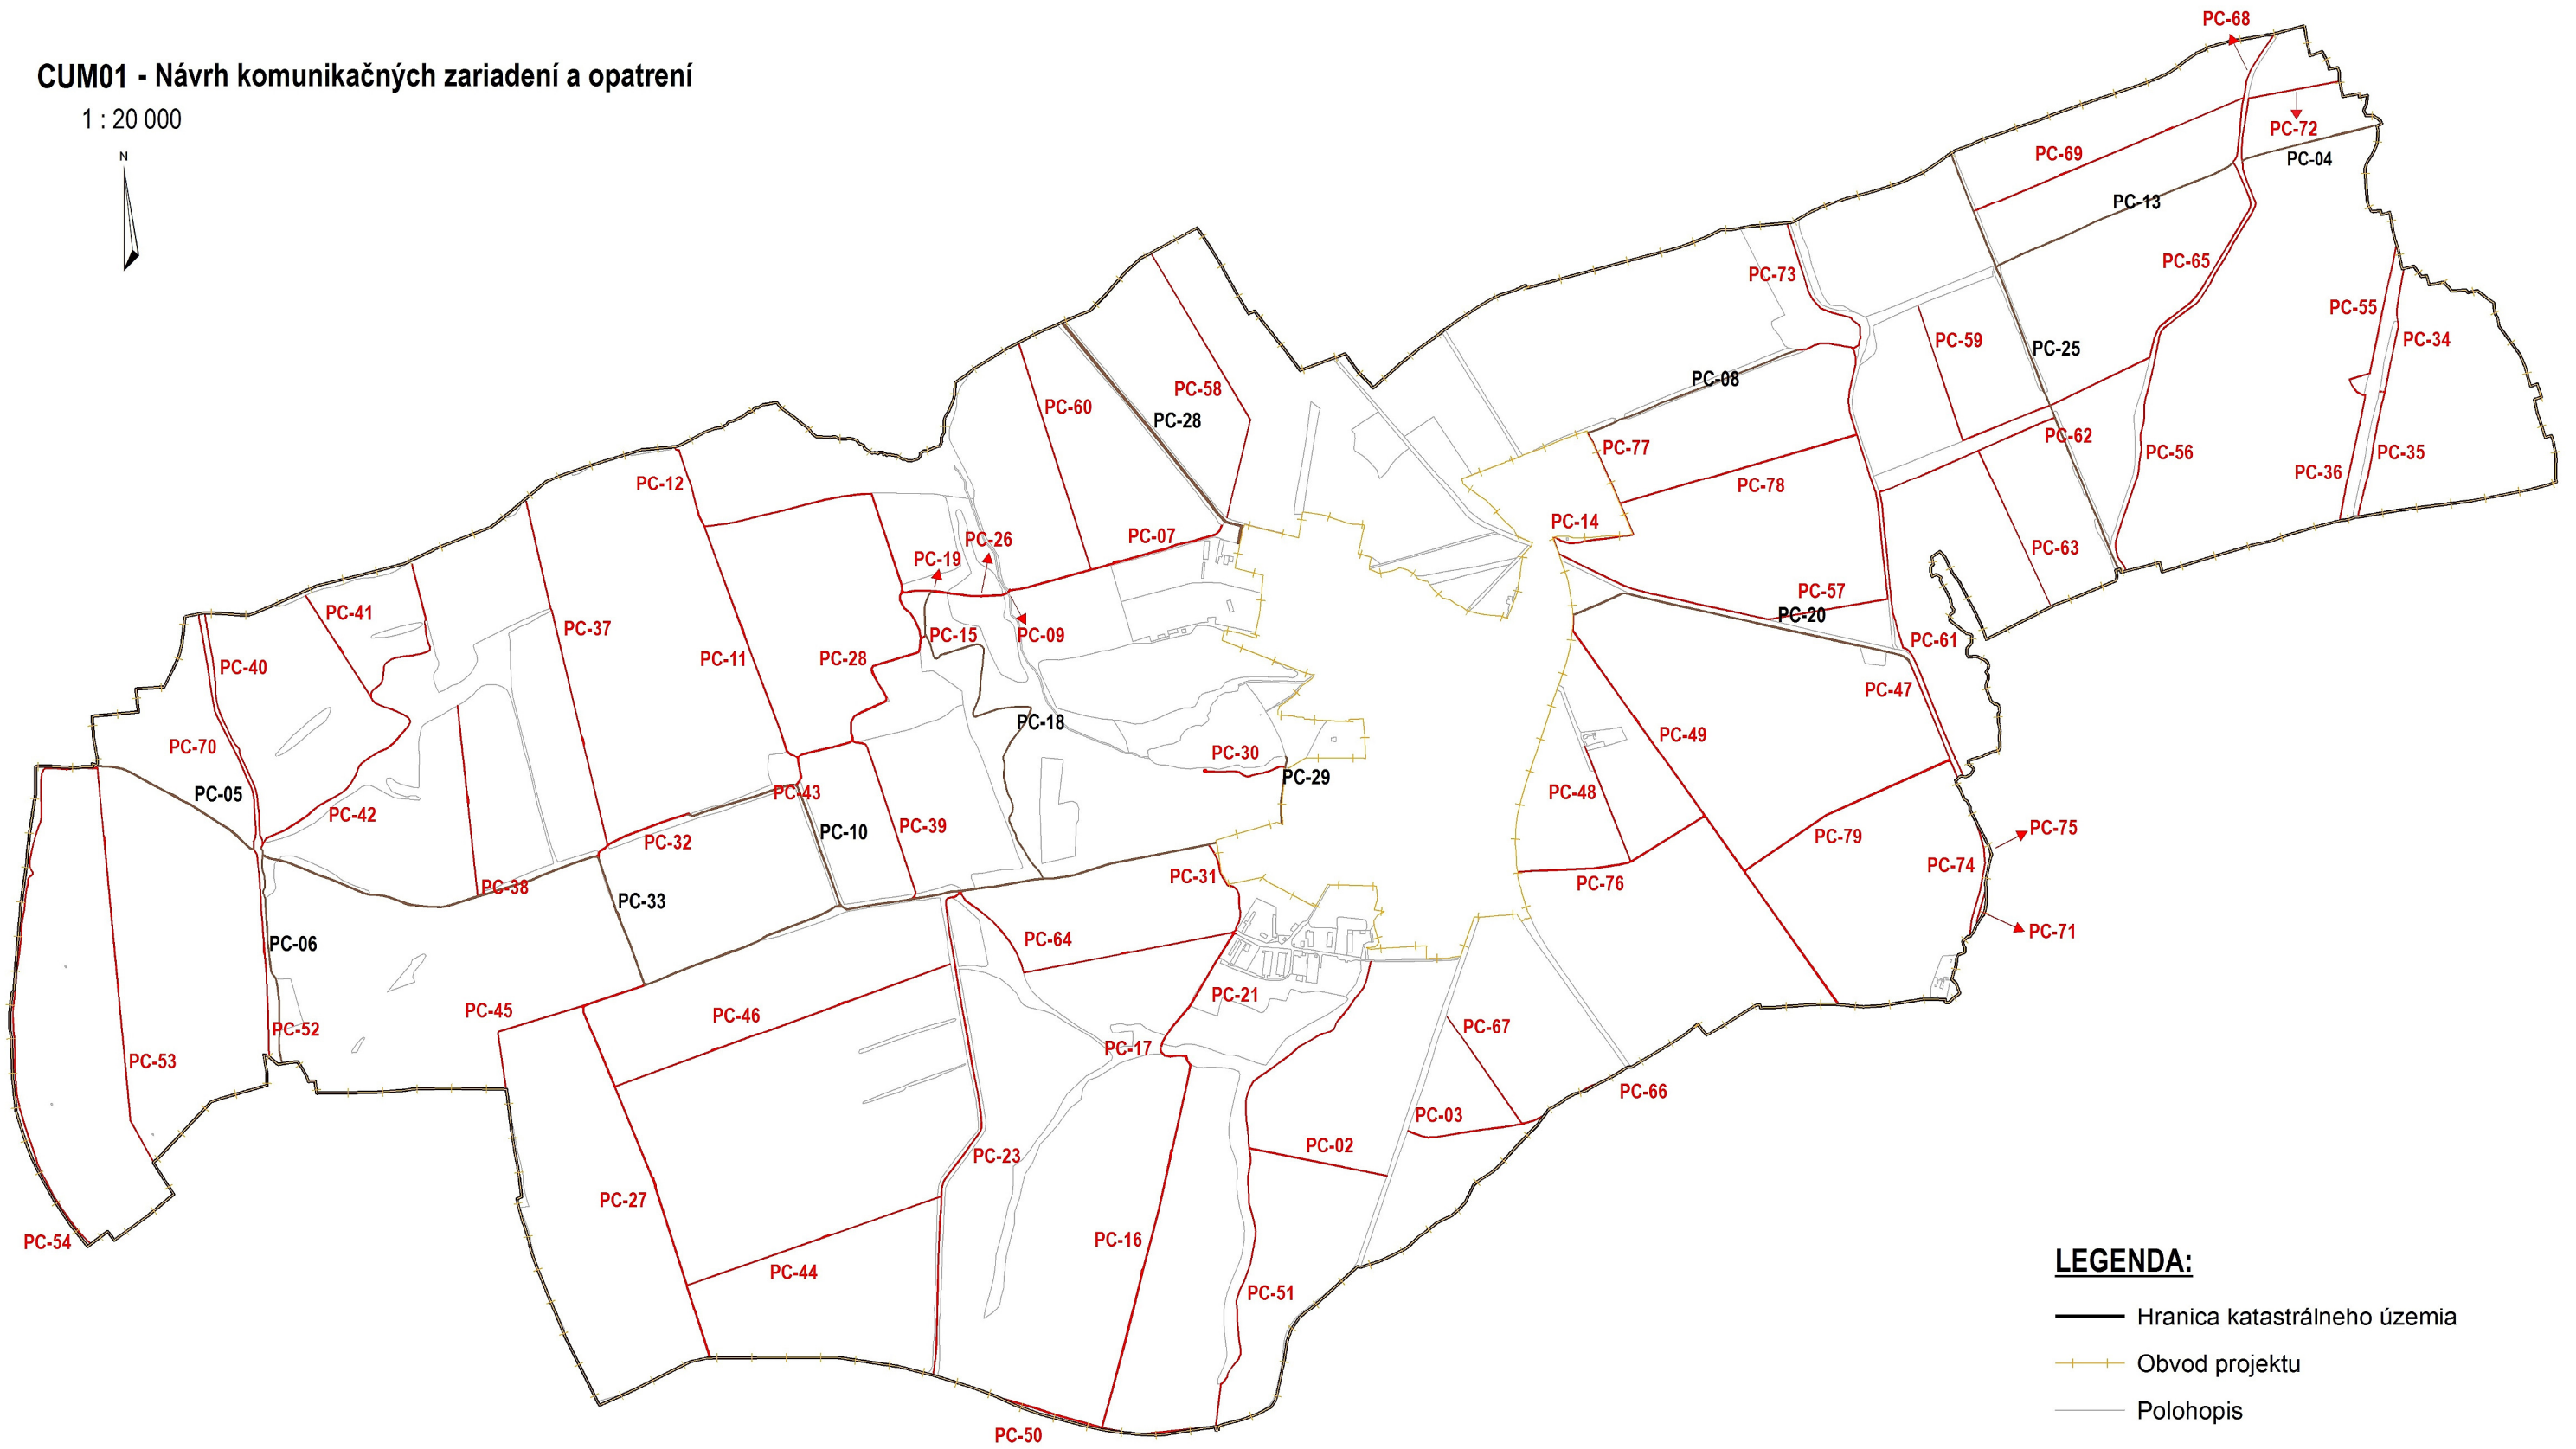 PC-68
CUM01 - Návrh komunikačných zariadení a opatrení
1 : 20 000
N
PC-72
PC-69
PC-04
PC-13
PC-65
PC-73
PC-55
PC-34
PC-59
PC-25
PC-08
PC-58
PC-60
PC-28
PC-77
PC-62
PC-56
PC-35
PC-36
PC-12
PC-78
PC-14
PC-07
PC-26
PC-63
PC-19
PC-57
PC-20
PC-41
PC-37
PC-15
PC-09
PC-61
PC-40
PC-11
PC-28
PC-47
PC-18
PC-49
PC-70
PC-30
PC-29
PC-05
PC-43
PC-48
PC-42
PC-39
PC-10
PC-32
PC-75
PC-79
PC-74
PC-31
PC-76
PC-38
PC-33
PC-71
PC-06
PC-64
PC-21
PC-45
PC-46
PC-67
PC-52
PC-17
PC-53
PC-66
PC-03
PC-02
PC-23
PC-27
PC-16
PC-54
PC-44
PC-51
PC-50
LEGENDA:
Hranica katastrálneho územia
Obvod projektu
Polohopis